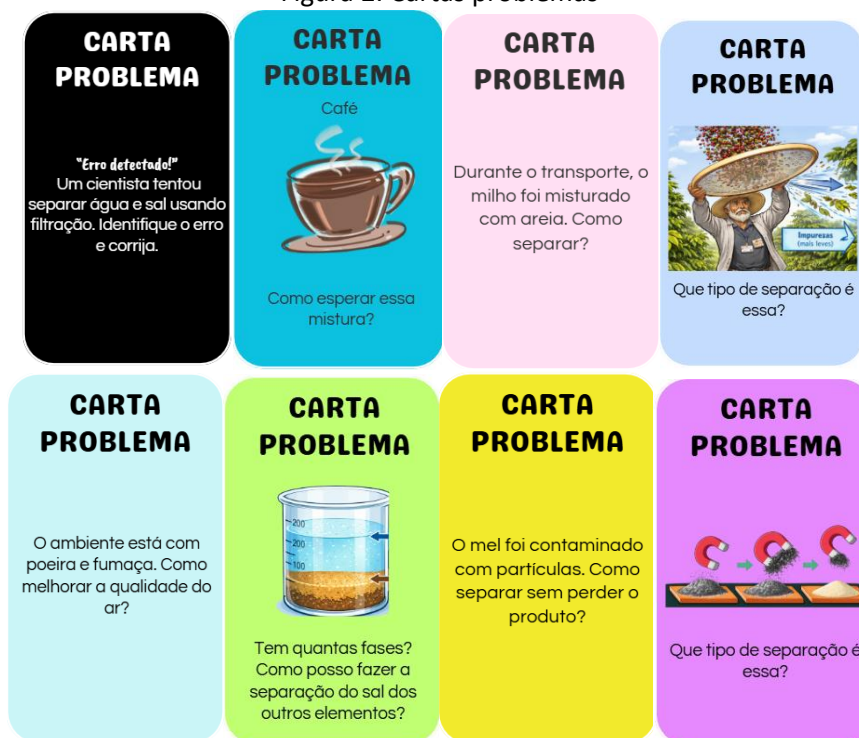 CARTA
PROBLEMA
"Erro detectado!"
Um cientista tentou
separar água e sal usando
filtração. Identifique o erro
e corrija.
CARTA
PROBLEMA
Café
Como esperar essa
mistura?
CARTA
PROBLEMA
Durante o transporte, o
milho foi misturado
com areia. Como
separar?
CARTA
PROBLEMA
Impurezas
(mais leves)
Que tipo de separação é
essa?
CARTA
PROBLEMA
O ambiente está com
poeira e fumaça. Como
melhorar a qualidade do
ar?
CARTA
PROBLEMA
200
200
100
Tem quantas fases?
Como posso fazer a
separação do sal dos
outros elementos?
CARTA
PROBLEMA
O mel foi contaminado
com partículas. Como
separar sem perder o
produto?
CARTA
PROBLEMA
Que tipo de separação é
essa?